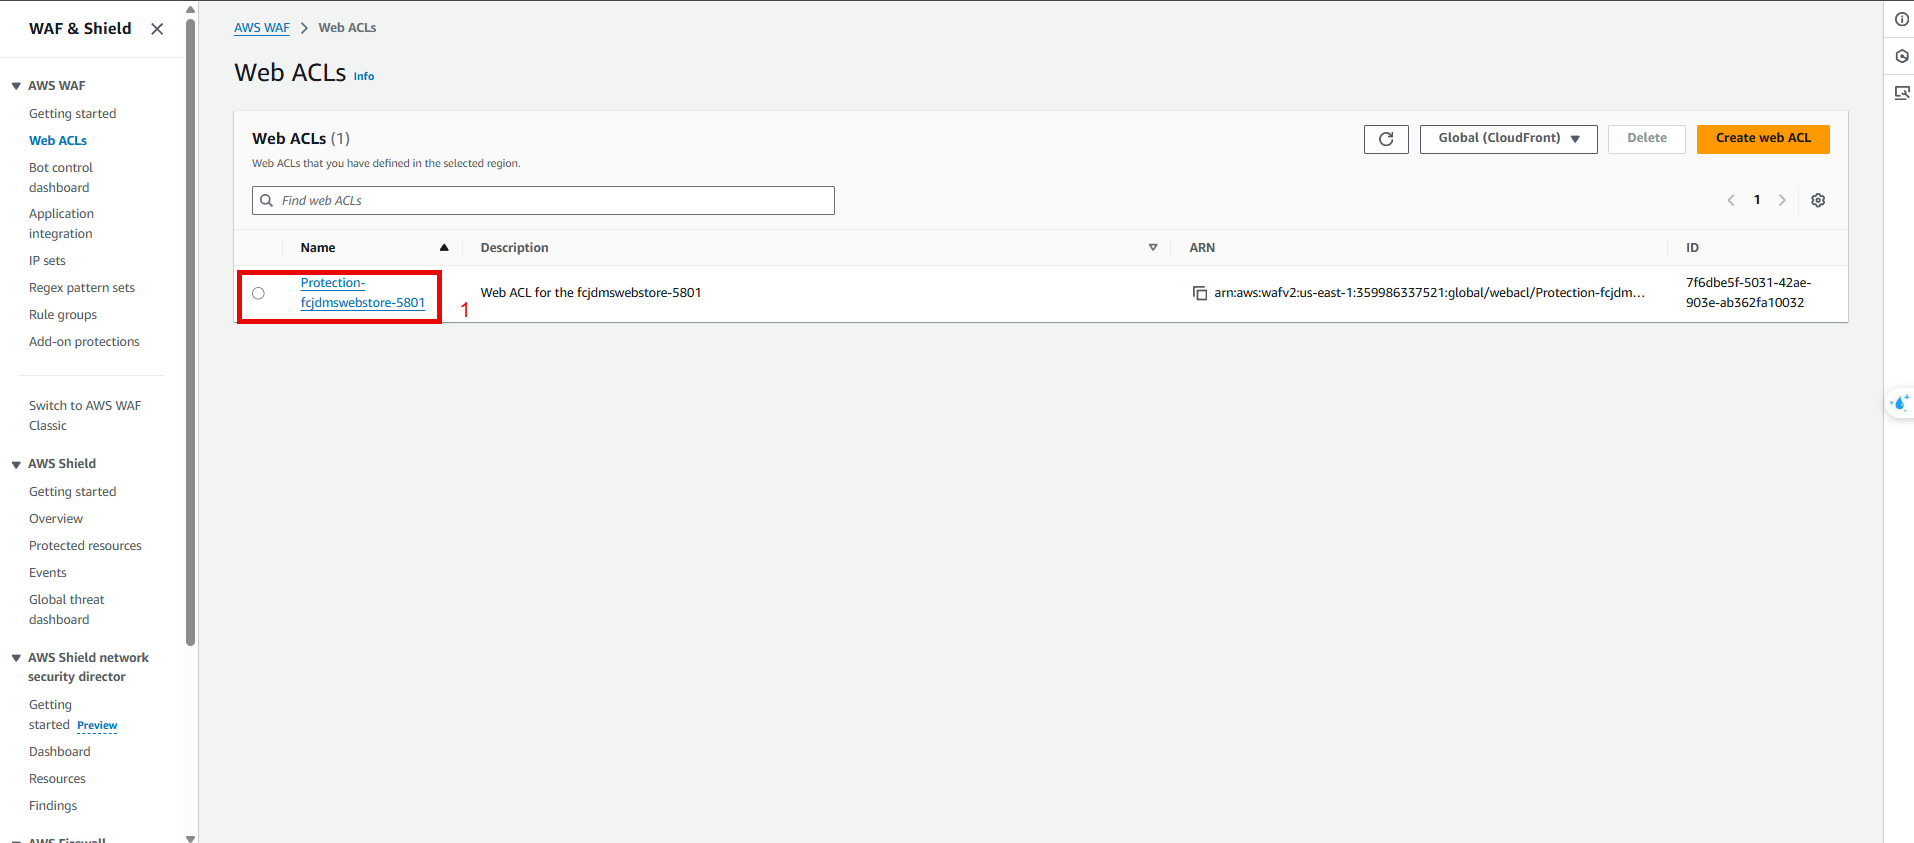 WAF & Shield
AWS WAF
Getting started
Web ACLs
Bot control
dashboard
Application
integration
IP sets
Regex pattern sets
Rule groups
Add-on protections
Switch to AWS WAF
Classic
AWS Shield
Getting started
Overview
Protected resources
Events
Global threat
dashboard
AWS Shield network
security director
Getting
started Preview
Dashboard
Resources
Findings
AWS Firewall
AWS WAF > Web ACLs
Web ACLs Info
Web ACLs (1)
Web ACLs that you have defined in the selected region.
Global (CloudFront)
Delete
Create web ACL
Find web ACLs
1
Name
Description
ARN
ID
Protection-
fcjdmswebstore-5801
1
Web ACL for the fcjdmswebstore-5801
arn:aws:wafv2:us-east-1:359986337521:global/webacl/Protection-fcjdm...
7f6dbe5f-5031-42ae-
903e-ab362fa10032